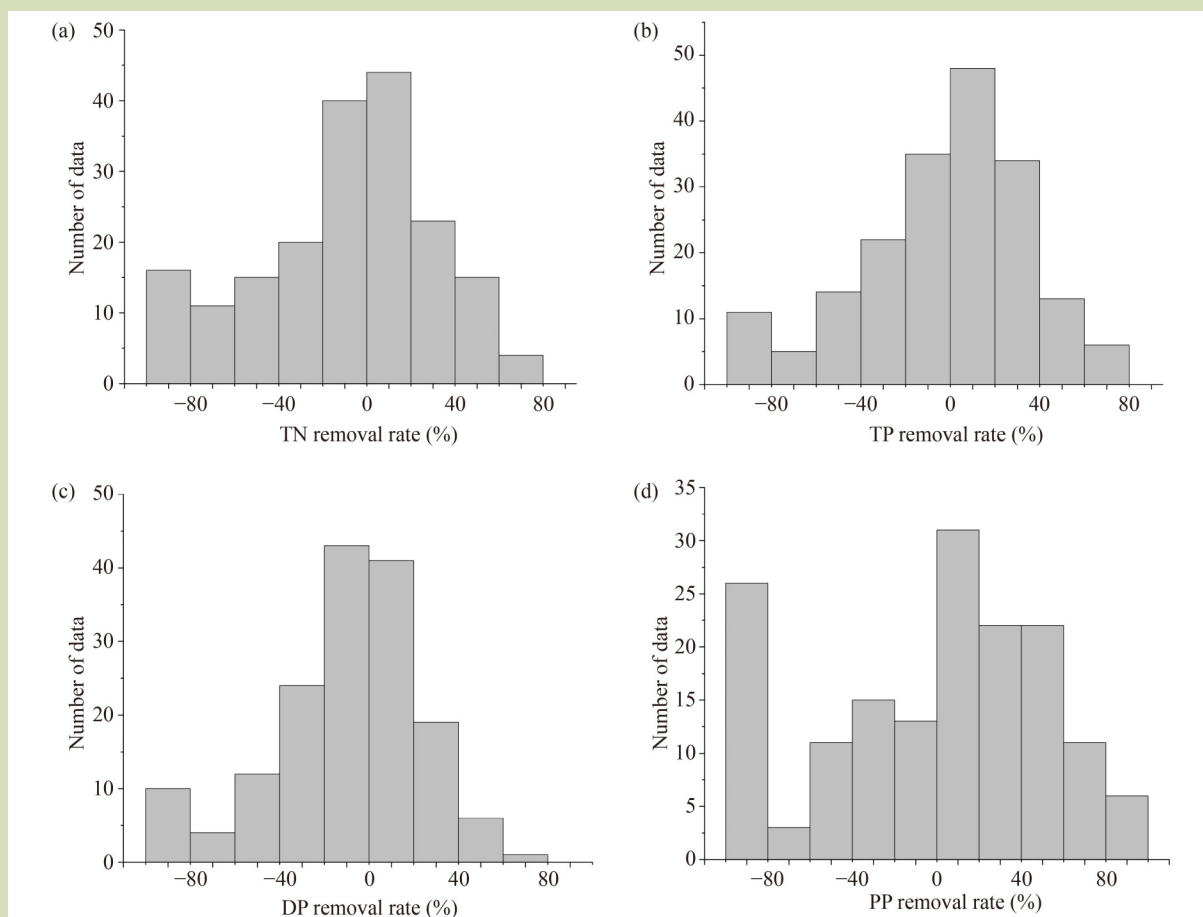 (a)
50
40
30
20
10
0
Number of data
−80 −40 0 40 80
TN removal rate (%)
(b)
50
40
30
20
10
0
Number of data
−80 −40 0 40 80
TP removal rate (%)
(c)
50
40
30
20
10
0
Number of data
−80 −40 0 40 80
DP removal rate (%)
(d)
35
30
25
20
15
10
5
0
Number of data
−80 −40 0 40 80
PP removal rate (%)